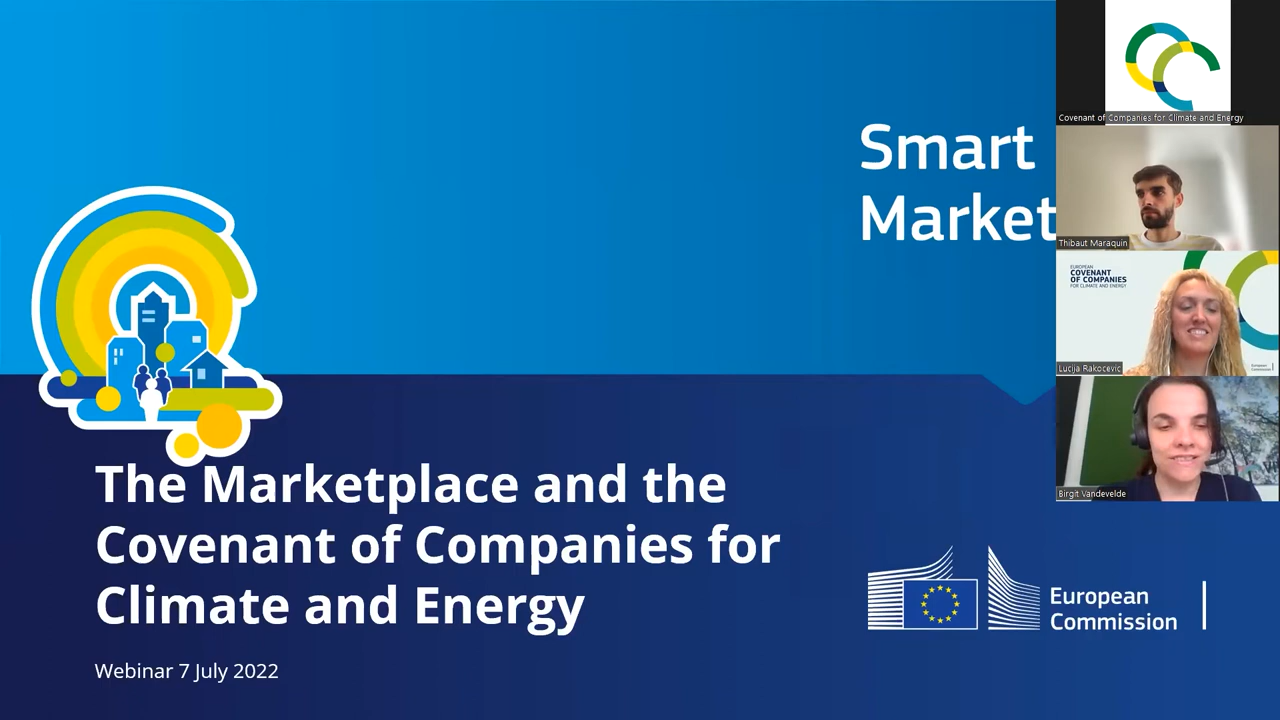 Smart
Market
The Marketplace and the
Covenant of Companies for
Climate and Energy
Webinar 7 July 2022
European
Commission
Covenant of Companies for Climate and Energy
Thibaut Maraquin
EUROPEAN
COVENANT
OF COMPANIES
FOR CLIMATE AND ENERGY
Lucija Rakocevic
Birgit Vandevelde